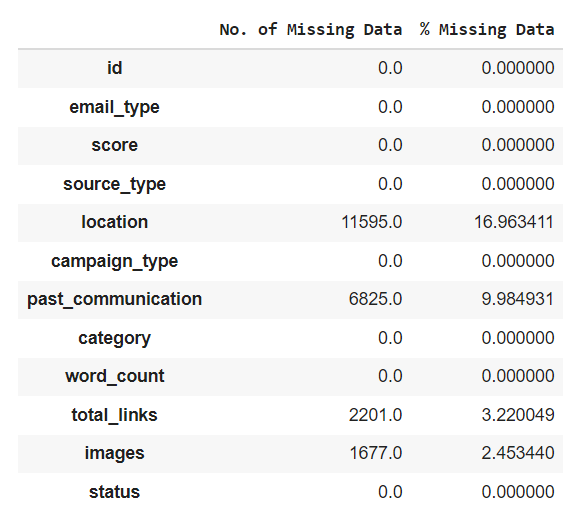 No. of Missing Data % Missing Data
id 0.0 0.000000
email_type 0.0 0.000000
score 0.0 0.000000
source_type 0.0 0.000000
location 11595.0 16.963411
campaign_type 0.0 0.000000
past_communication 6825.0 9.984931
category 0.0 0.000000
word_count 0.0 0.000000
total_links 2201.0 3.220049
images 1677.0 2.453440
status 0.0 0.000000